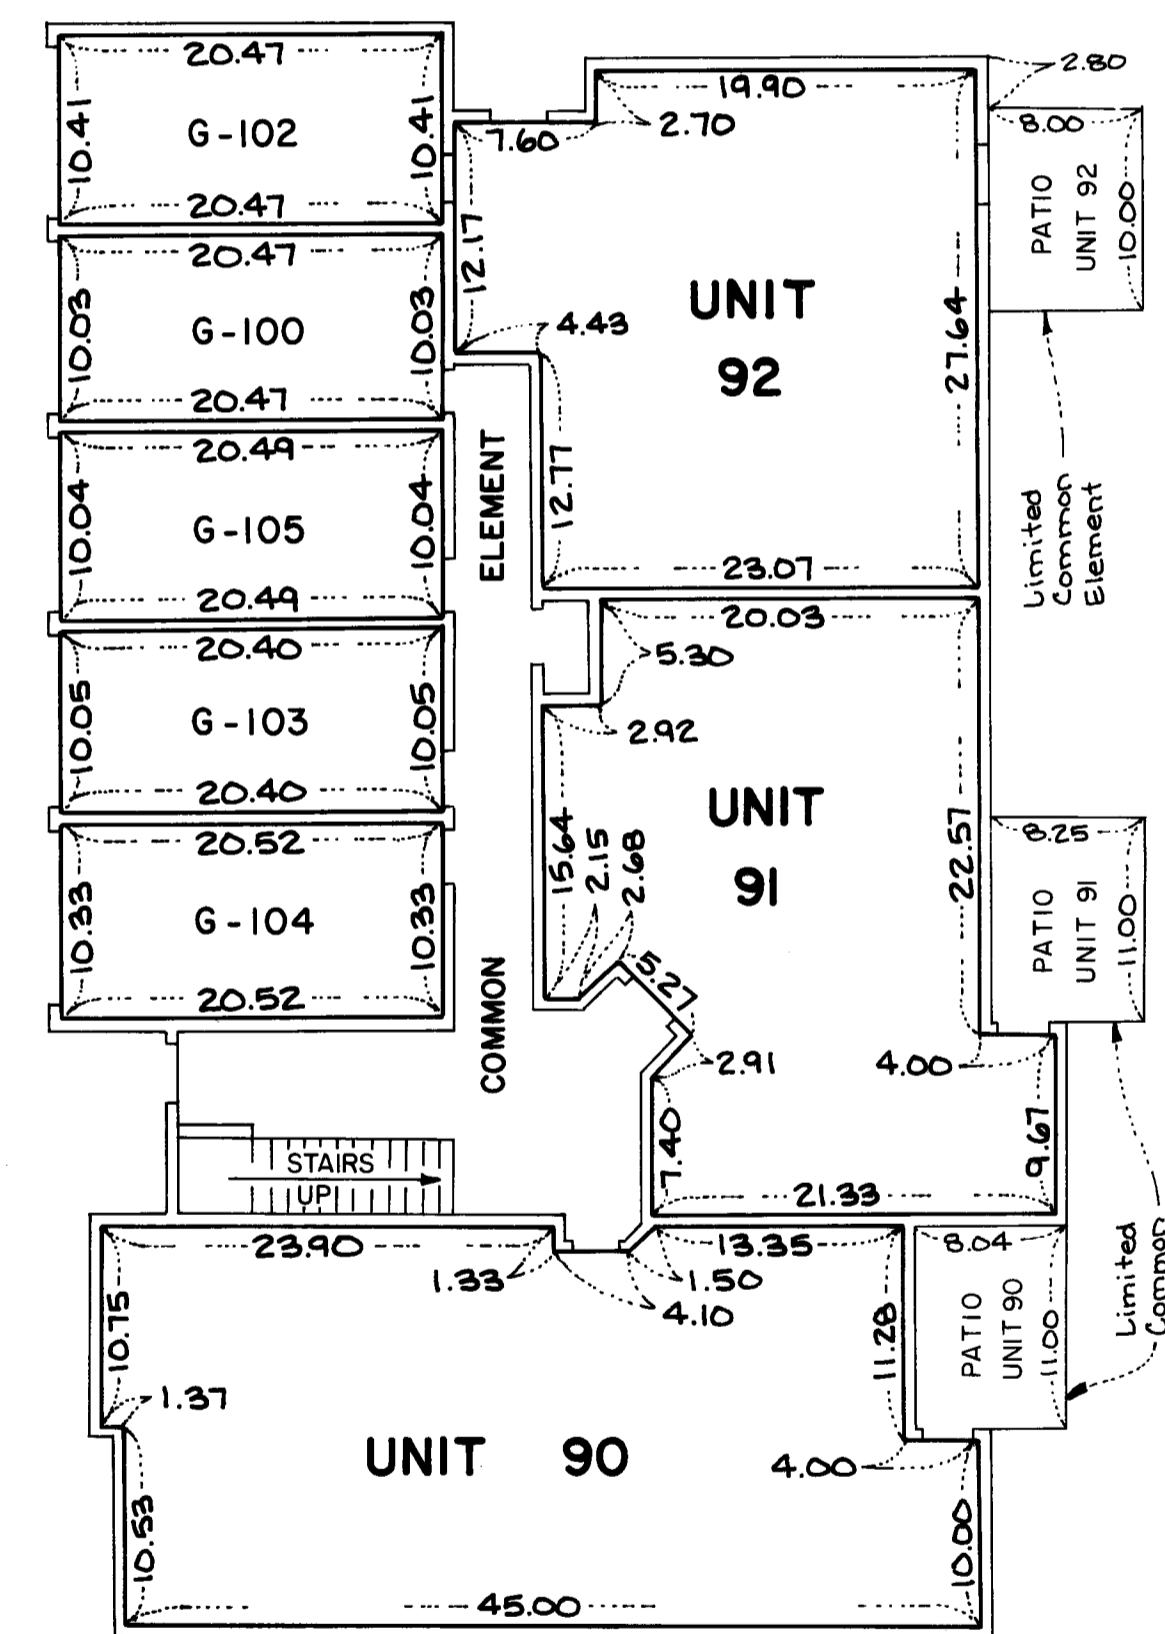 20.47
10.41
G-102
10.41
20.47
20.47
10.03
G-100
10.03
20.47
20.49
10.04
G-105
10.04
20.49
20.40
10.05
G-103
10.05
20.40
20.52
10.33
G-104
10.33
20.52
19.90
2.70
7.60
12.17
4.43
UNIT
92
27.64
12.77
23.07
2.80
8.00
PATIO
UNIT 92
10.00
Limited
Common
Element
ELEMENT
COMMON
20.03
5.30
2.92
UNIT
91
15.64
2.15
2.68
5.27
22.57
2.91
4.00
7.40
9.67
21.33
8.25
PATIO
UNIT 91
11.00
STAIRS
UP
23.90
1.33
4.10
1.50
13.35
10.75
1.37
11.28
UNIT 90
4.00
10.53
10.00
45.00
8.04
PATIO
UNIT 90
11.00
Limited
Common